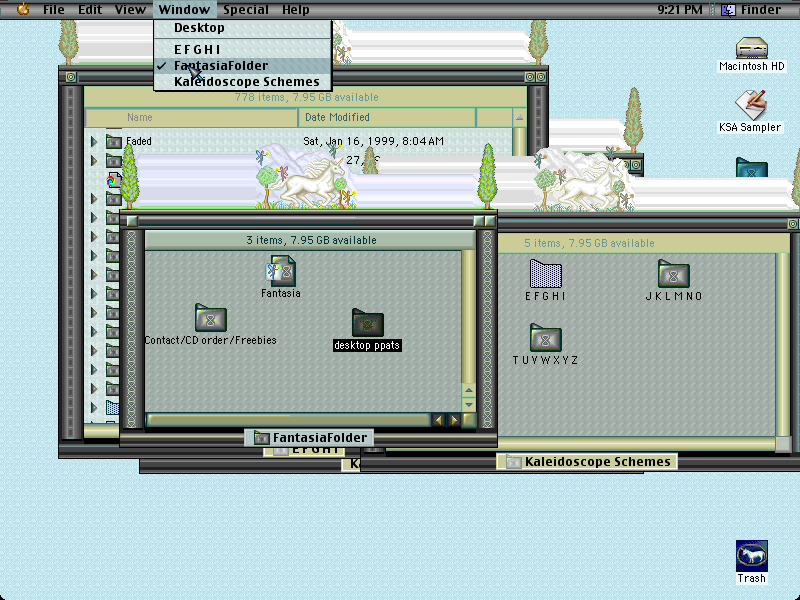 File Edit View Window Special Help 9:21 PM Finder
Desktop
E F G H I
✓ FantasiaFolder
Kaleidoscope Schemes
Macintosh HD
KSA Sampler
778 items, 7.95 GB available
Name Date Modified
Faded Sat, Jan 16, 1999, 8:04 AM
27,
3 items, 7.95 GB available
Fantasia
Contact/CD order/Freebies
desktop ppats
FantasiaFolder
E F G H I
K
5 items, 7.95 GB available
E F G H I
J K L M N O
T U V W X Y Z
Kaleidoscope Schemes
Trash